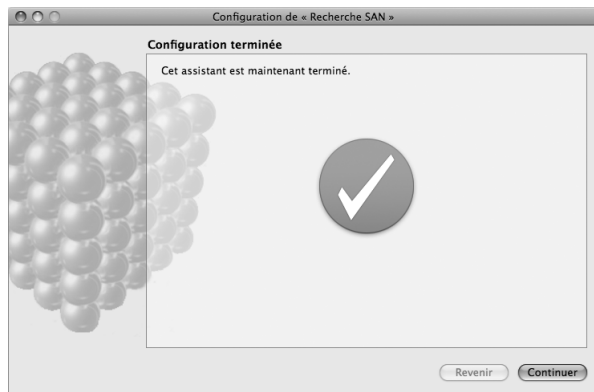 Configuration de « Recherche SAN »
Configuration terminée
Cet assistant est maintenant terminé.
Revenir
Continuer